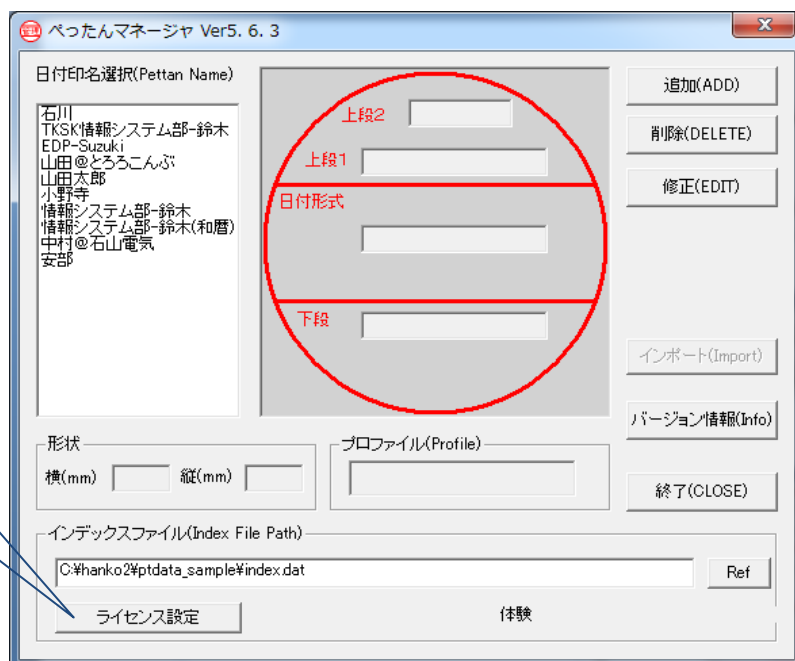 ぺったんマネージャ Ver5. 6. 3
日付印名選択(Pettan Name)
石川
TKSK情報システム部-鈴木
EDP-Suzuki
山田@とろろこんぶ
山田太郎
小野寺
情報システム部-鈴木
情報システム部-鈴木(和暦)
中村@石山電気
安部
上段2
上段1
日付形式
下段
追加(ADD)
削除(DELETE)
修正(EDIT)
インポート(Import)
バージョン情報(Info)
終了(CLOSE)
形状
横(mm)
縦(mm)
プロファイル(Profile)
インデックスファイル(Index File Path)
C:¥hanko2¥ptdata_sample¥index.dat
Ref
ライセンス設定
体験